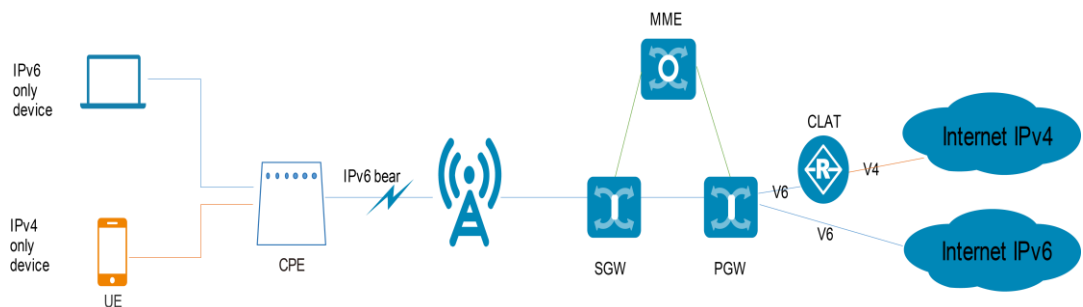 MME
IPv6
only
device
CLAT
Internet IPv4
R
V4
IPv6 bear
V6
IPv4
only
device
V6
Internet IPv6
CPE
SGW
PGW
UE